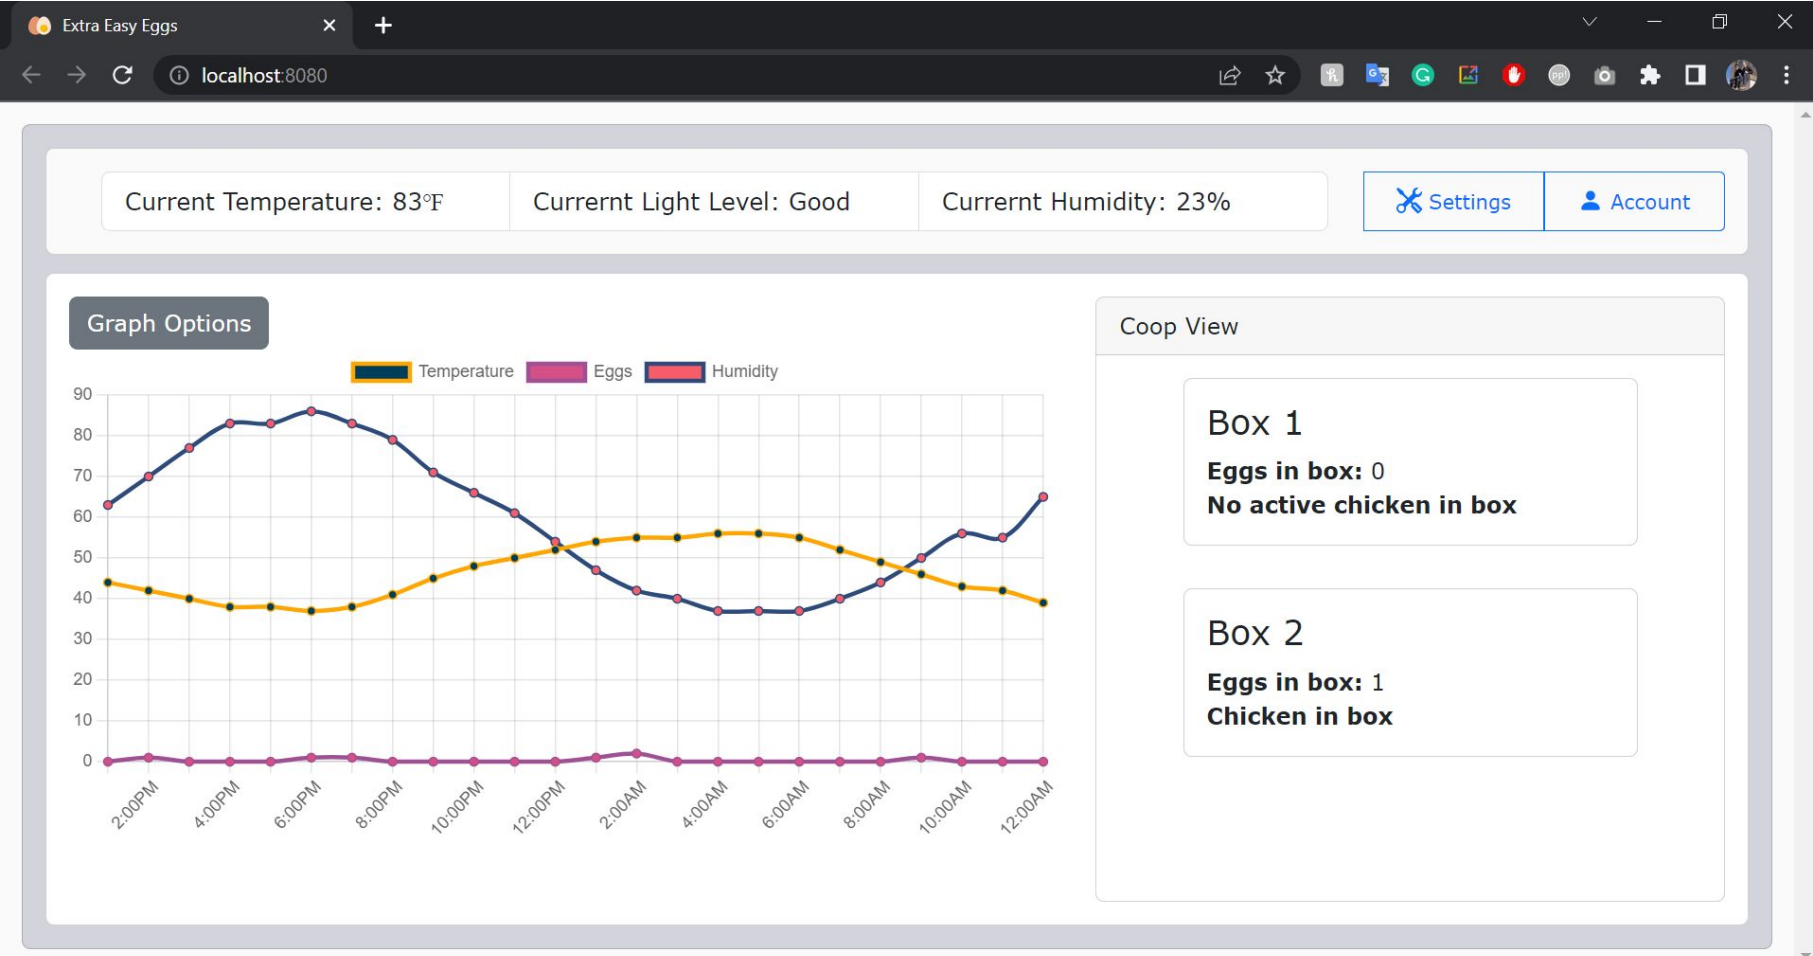 Extra Easy Eggs
localhost:8080
Current Temperature: 83°F
Currernt Light Level: Good
Currernt Humidity: 23%
Settings
Account
Graph Options
Temperature Eggs Humidity
90
80
70
60
50
40
30
20
10
0
2:00PM 4:00PM 6:00PM 8:00PM 10:00PM 12:00PM 2:00AM 4:00AM 6:00AM 8:00AM 10:00AM 12:00AM
Coop View
Box 1
Eggs in box: 0
No active chicken in box
Box 2
Eggs in box: 1
Chicken in box